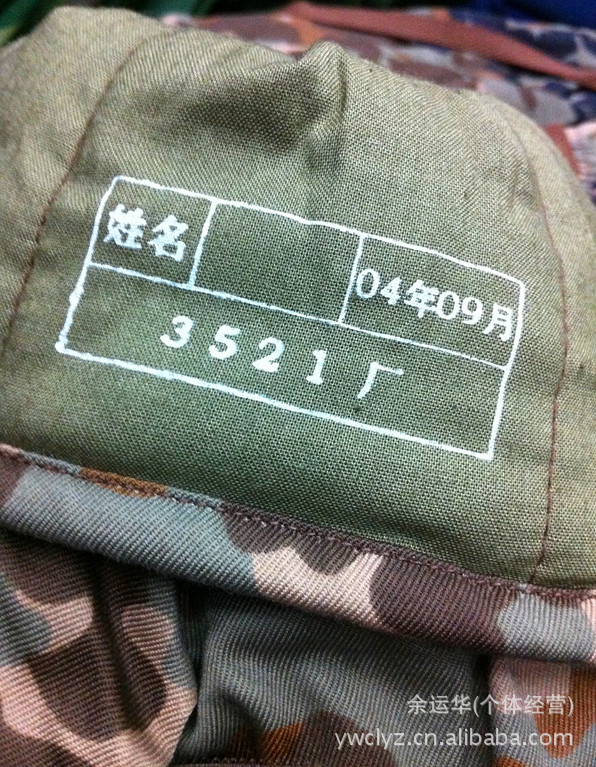 姓名 04年09月
3521厂
余运华(个体经营)
ywclyz.cn.alibaba.com